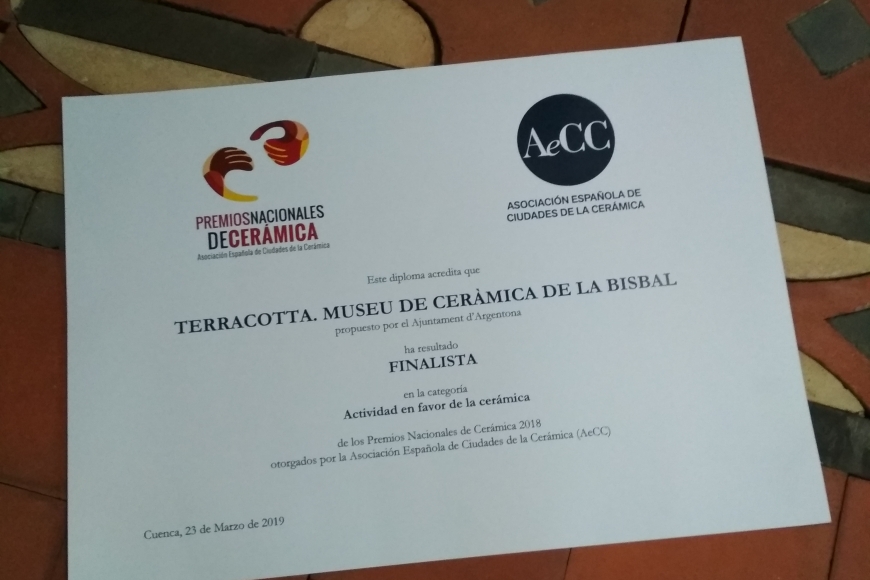 PREMIOSNACIONALES
DECERÁMICA
Asociación Española de Ciudades de la Cerámica
AeCC
ASOCIACIÓN ESPAÑOLA DE
CIUDADES DE LA CERÁMICA
Este diploma acredita que
TERRACOTTA. MUSEU DE CERÀMICA DE LA BISBAL
propuesto por el Ajuntament d'Argentona
ha resultado
FINALISTA
en la categoría
Actividad en favor de la cerámica
de los Premios Nacionales de Cerámica 2018
otorgados por la Asociación Española de Ciudades de la Cerámica (AeCC)
Cuenca, 23 de Marzo de 2019